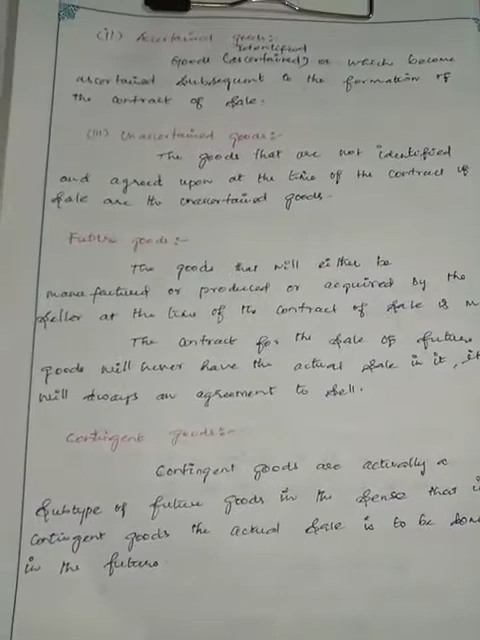 (ii) Ascertained goods:-
identified
Goods (ascertained) or which become
ascertained subsequent to the formation of
the contract of sale.
(iii) Unascertained goods:-
The goods that are not identified
and agreed upon at the time of the contract of
sale are the unascertained goods.
Future goods:-
The goods that will either be
manufactured or produced or acquired by the
seller at the time of the contract of sale is m
The contract for the sale of future
goods will never have the actual sale in it, it
will always an agreement to sell.
Contingent goods:-
Contingent goods are actually a
subtype of future goods in the sense that i
contingent goods the actual sale is to be done
in the future